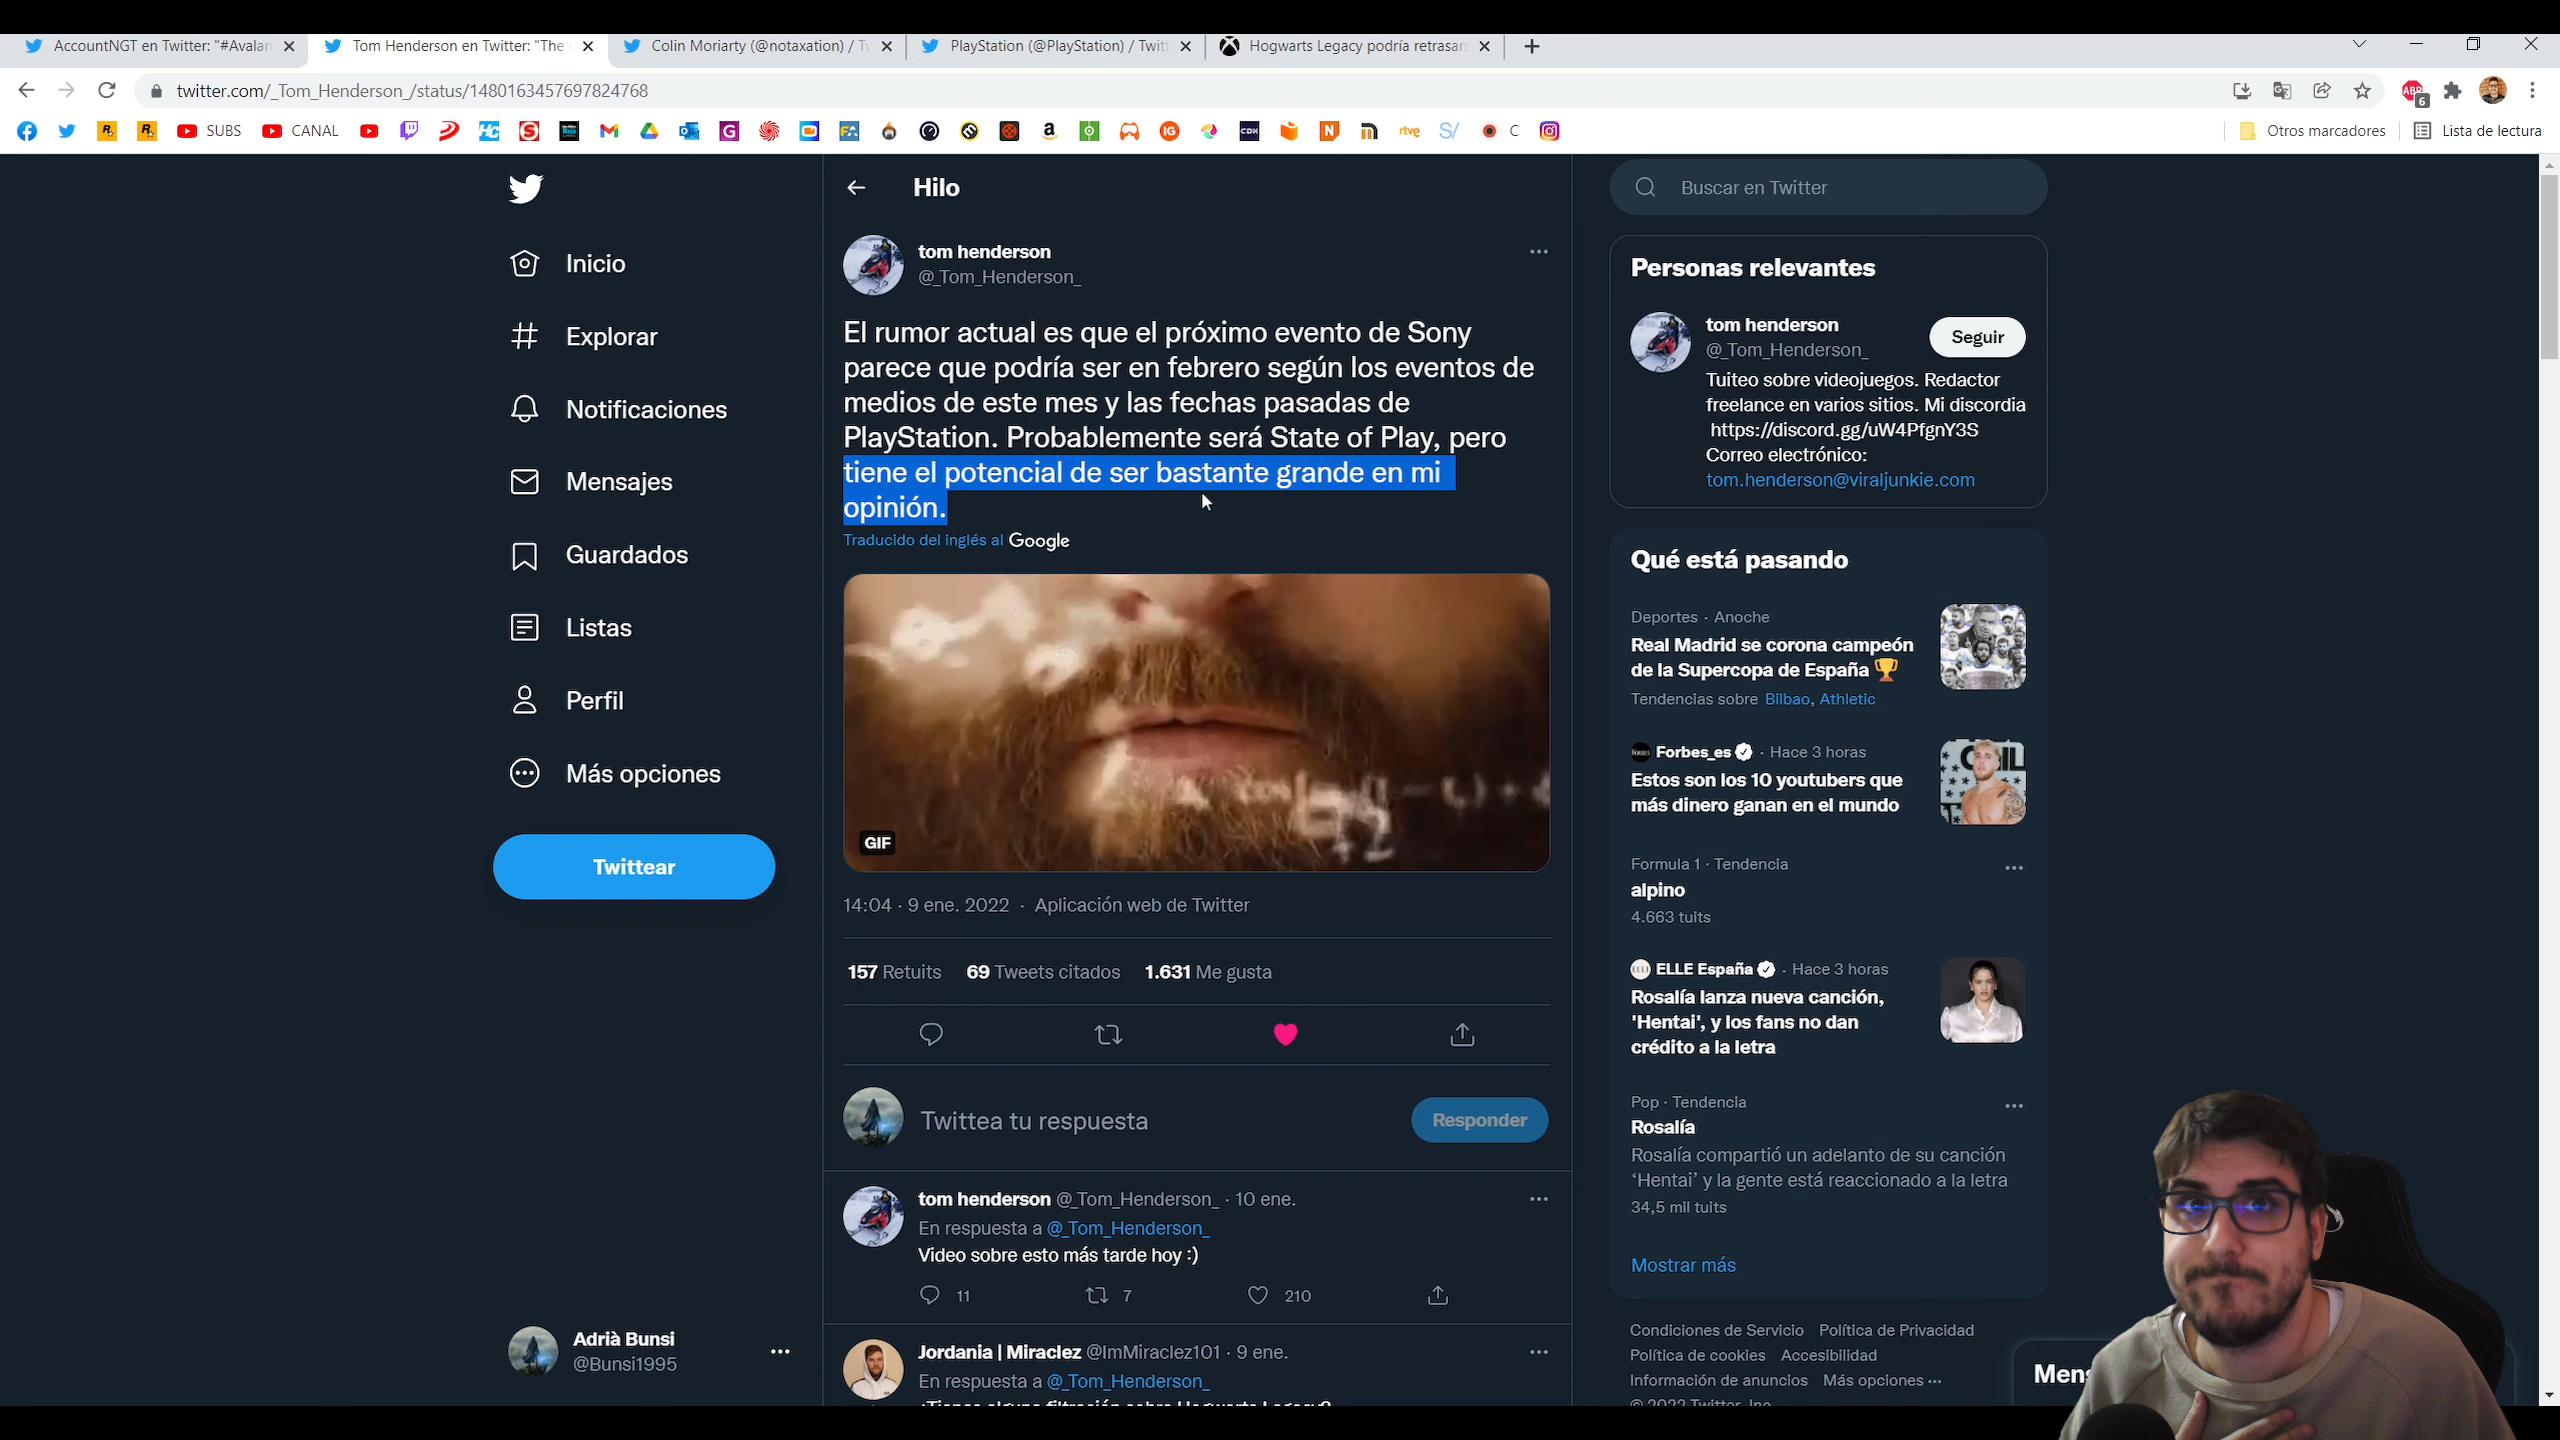 AccountNGT en Twitter: "#Avalan
Tom Henderson en Twitter: "The
Colin Moriarty (@notaxation) / Tw
PlayStation (@PlayStation) / Twitt
Hogwarts Legacy podría retrasars
twitter.com/_Tom_Henderson_/status/1480163457697824768
ABP
6
SUBS
CANAL
rtve
C
Otros marcadores
Lista de lectura
Inicio
Explorar
Notificaciones
Mensajes
Guardados
Listas
Perfil
Más opciones
Twittear
Adrià Bunsi
@Bunsi1995
Hilo
tom henderson
@_Tom_Henderson_
El rumor actual es que el próximo evento de Sony
parece que podría ser en febrero según los eventos de
medios de este mes y las fechas pasadas de
PlayStation. Probablemente será State of Play, pero
tiene el potencial de ser bastante grande en mi
opinión.
Traducido del inglés al Google
GIF
14:04 · 9 ene. 2022 · Aplicación web de Twitter
157 Retuits 69 Tweets citados 1.631 Me gusta
Twittea tu respuesta
Responder
tom henderson @_Tom_Henderson_ · 10 ene.
En respuesta a @_Tom_Henderson_
Video sobre esto más tarde hoy :)
11 7 210
Jordania | Miraclez @ImMiraclez101 · 9 ene.
En respuesta a @_Tom_Henderson_
¿Tienes alguna filtración sobre Hogwarts Legacy?
Buscar en Twitter
Personas relevantes
tom henderson
@_Tom_Henderson_
Seguir
Tuiteo sobre videojuegos. Redactor
freelance en varios sitios. Mi discordia
https://discord.gg/uW4PfgnY3S
Correo electrónico:
tom.henderson@viraljunkie.com
Qué está pasando
Deportes · Anoche
Real Madrid se corona campeón
de la Supercopa de España
Tendencias sobre Bilbao, Athletic
Forbes_es · Hace 3 horas
Estos son los 10 youtubers que
más dinero ganan en el mundo
Formula 1 · Tendencia
alpino
4.663 tuits
ELLE España · Hace 3 horas
Rosalía lanza nueva canción,
'Hentai', y los fans no dan
crédito a la letra
Pop · Tendencia
Rosalía
Rosalía compartió un adelanto de su canción
‘Hentai’ y la gente está reaccionado a la letra
34,5 mil tuits
Mostrar más
Condiciones de Servicio Política de Privacidad
Política de cookies Accesibilidad
Información de anuncios Más opciones ···
© 2022 Twitter, Inc.
Mens